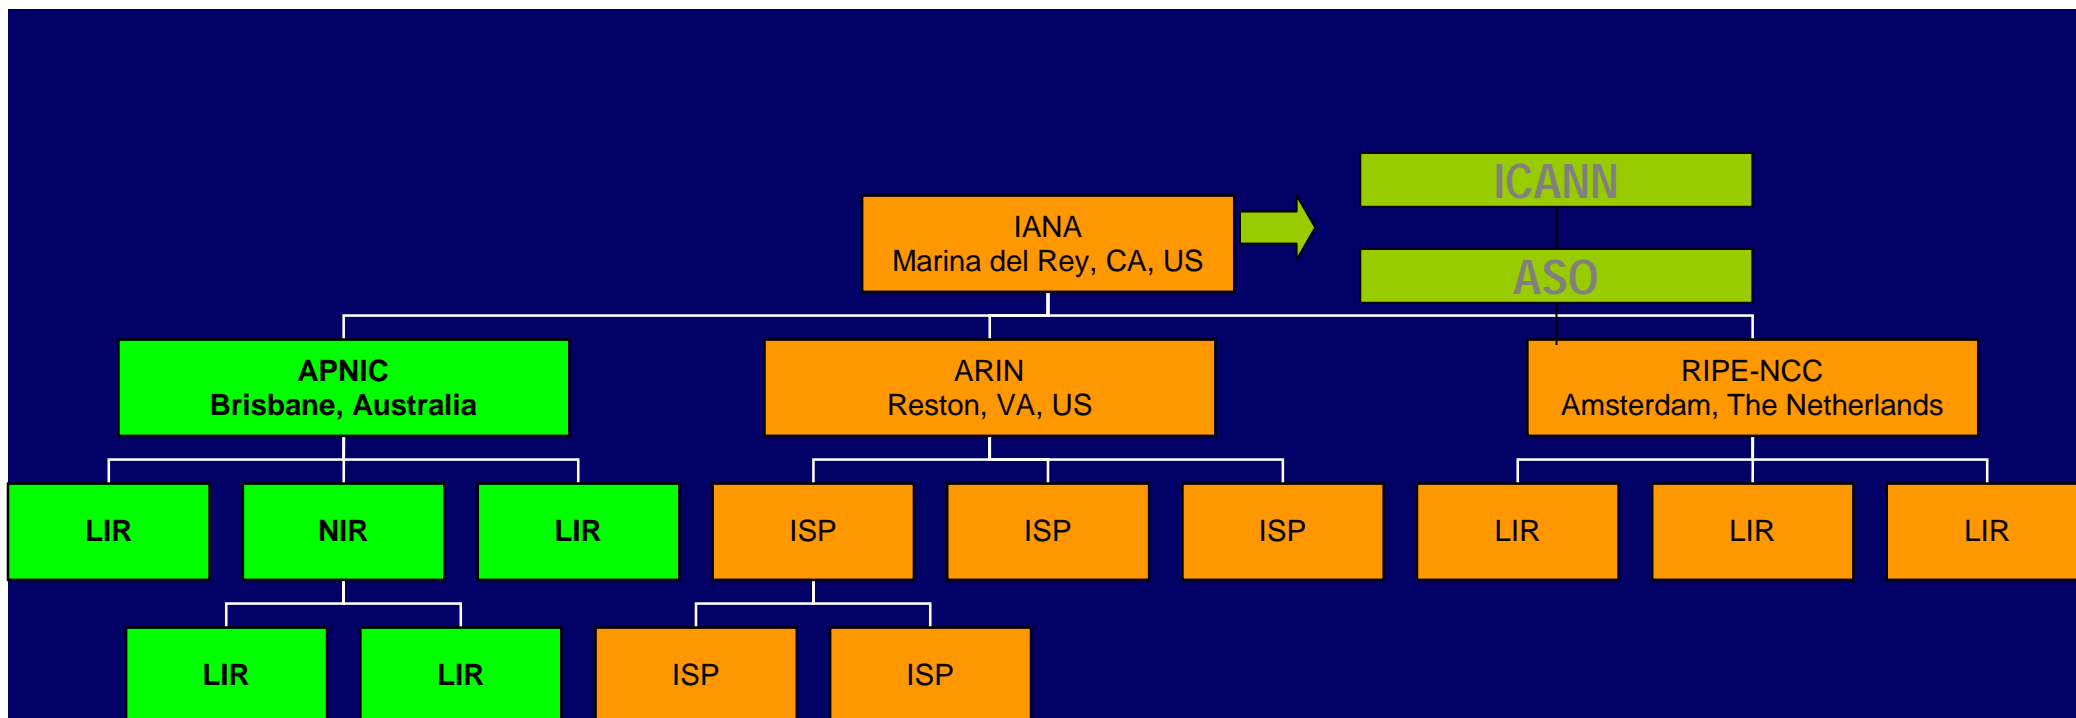 ICANN
IANA
Marina del Rey, CA, US
ASO
APNIC
Brisbane, Australia
ARIN
Reston, VA, US
RIPE-NCC
Amsterdam, The Netherlands
LIR
NIR
LIR
ISP
ISP
ISP
LIR
LIR
LIR
LIR
LIR
ISP
ISP